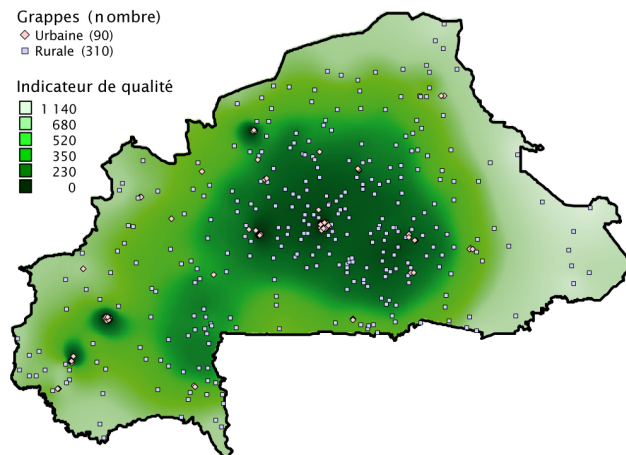 Grappes (nombre)
Urbaine (90)
Rurale (310)
Indicateur de qualité
1 140
680
520
350
230
0